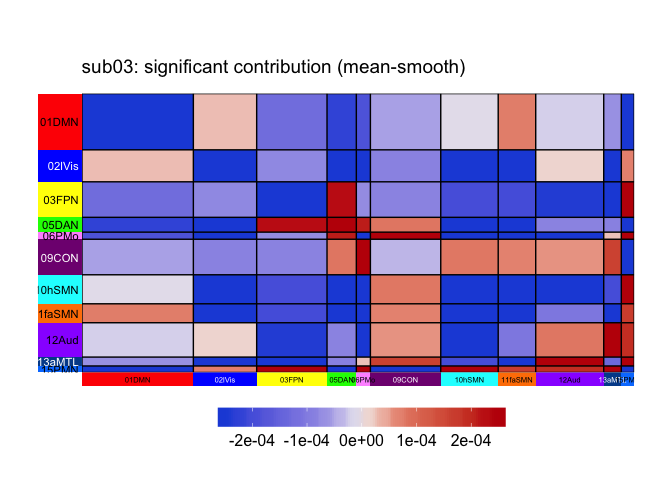 sub03: significant contribution (mean-smooth)
01DMN
02lVis
03FPN
05DAN
06PMo
09CON
10hSMN
1faSMN
12Aud
13aMTL
15PMN
01DMN
02lVis
03FPN
05DAN
09CON
10hSMN
11faSMN
12Aud
13aMTL
-2e-04 -1e-04 0e+00 1e-04 2e-04